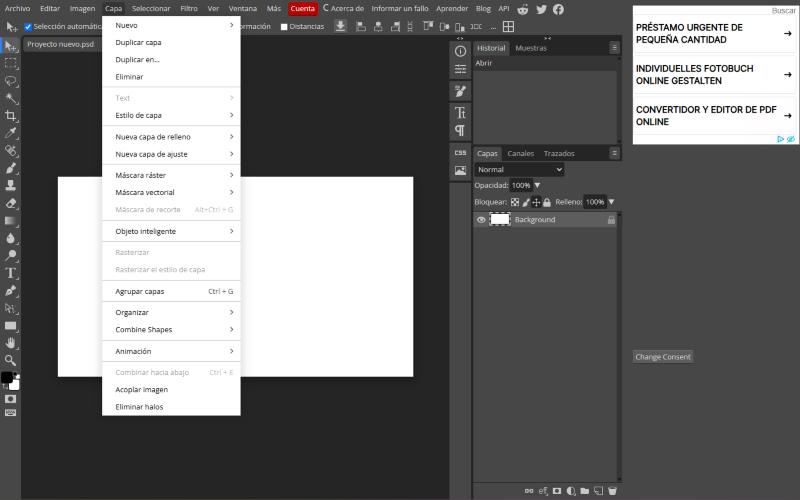 Archivo Editar Imagen Capa Seleccionar Filtro Ver Ventana Más Cuenta Acerca de Informar un fallo Aprender Blog API
Buscar
Selección automátic
ormación Distancias ...
Proyecto nuevo.psd
Nuevo
Duplicar capa
Duplicar en...
Eliminar
Text
Estilo de capa
Nueva capa de relleno
Nueva capa de ajuste
Máscara ráster
Máscara vectorial
Máscara de recorte Alt+Ctrl + G
Objeto inteligente
Rasterizar
Rasterizar el estilo de capa
Agrupar capas Ctrl + G
Organizar
Combine Shapes
Animación
Combinar hacia abajo Ctrl + E
Acoplar imagen
Eliminar halos
CSS
Historial Muestras
Abrir
Capas Canales Trazados
Normal
Opacidad: 100%
Bloquear: Relleno: 100%
Background
eff
PRÉSTAMO URGENTE DE
PEQUEÑA CANTIDAD
INDIVIDUELLES FOTOBUCH
ONLINE GESTALTEN
CONVERTIDOR Y EDITOR DE PDF
ONLINE
Change Consent